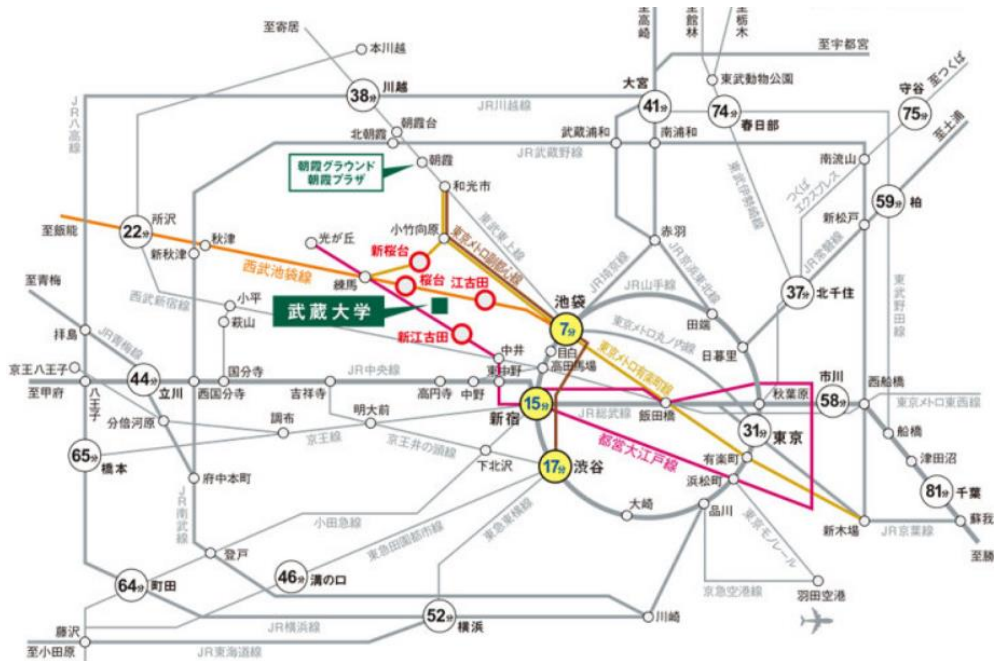 至寄居
至高崎
至館林
至栃木
本川越
至宇都宮
至つくば
38分
川越
大宮
41分
東武動物公園
74分
春日部
守谷
75分
JR八高線
JR川越線
朝霞台
北朝霞
武蔵浦和
南浦和
JR武蔵野線
至土浦
朝霞グラウンド
朝霞プラザ
朝霞
和光市
東武伊勢崎線
つくば
エクスプレス
南流山
59分
柏
至飯能
所沢
22分
秋津
新秋津
光が丘
小竹向原
東武東上線
東京メトロ副都心線
赤羽
新松戸
JR常磐線
西武池袋線
新桜台
桜台
江古田
練馬
JR埼京線
JR京浜東北線
JR山手線
37分
北千住
東武野田線
至青梅
西武新宿線
小平
萩山
武蔵大学
新江古田
池袋
7分
田端
東京メトロ丸ノ内線
日暮里
拝島
JR青梅線
中井
目白
高田馬場
東京メトロ有楽町線
京王八王子
44分
立川
国分寺
西国分寺
JR中央線
吉祥寺
高円寺
中野
東中野
市川
58分
西船橋
東京メトロ東西線
至甲府
八王子
分倍河原
調布
明大前
京王線
15分
新宿
JR総武線
飯田橋
秋葉原
31分
東京
船橋
65分
橋本
京王井の頭線
下北沢
都営大江戸線
有楽町
津田沼
府中本町
17分
渋谷
浜松町
81分
千葉
JR南武線
小田急線
東急田園都市線
東急東横線
大崎
品川
東京モノレール
新木場
JR京葉線
蘇我
至勝
登戸
64分
町田
46分
溝の口
京急空港線
羽田空港
52分
横浜
川崎
藤沢
JR横浜線
至小田原
JR東海道線